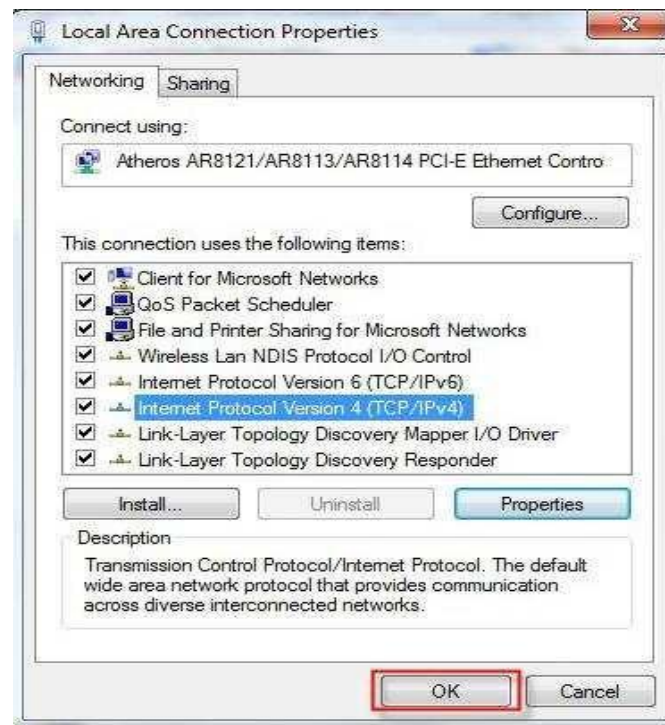 Local Area Connection Properties
Networking
Sharing
Connect using:
Atheros AR8121/AR8113/AR8114 PCI-E Ethernet Contro
Configure...
This connection uses the following items:
Client for Microsoft Networks
QoS Packet Scheduler
File and Printer Sharing for Microsoft Networks
Wireless Lan NDIS Protocol I/O Control
Internet Protocol Version 6 (TCP/IPv6)
Internet Protocol Version 4 (TCP/IPv4)
Link-Layer Topology Discovery Mapper I/O Driver
Link-Layer Topology Discovery Responder
Install... Uninstall Properties
Description
Transmission Control Protocol/Internet Protocol. The default
wide area network protocol that provides communication
across diverse interconnected networks.
OK Cancel